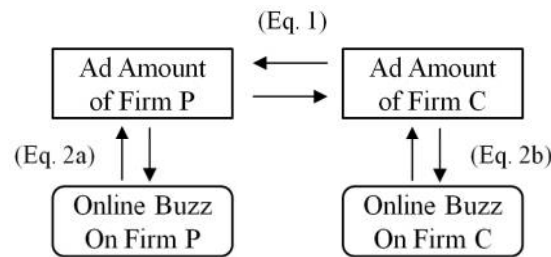 (Eq. 1)
Ad Amount
of Firm P
Ad Amount
of Firm C
(Eq. 2a)
(Eq. 2b)
Online Buzz
On Firm P
Online Buzz
On Firm C